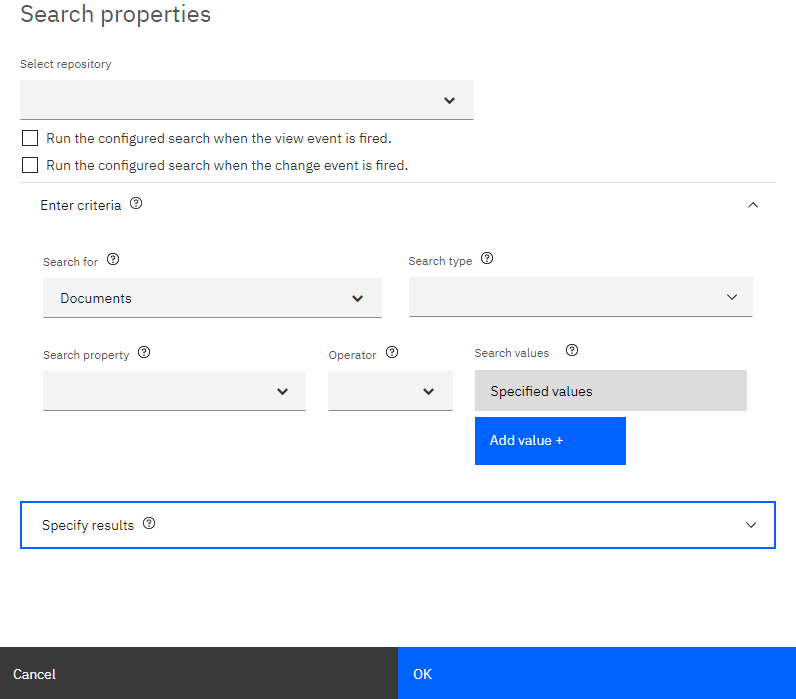 Search properties
Select repository
Run the configured search when the view event is fired.
Run the configured search when the change event is fired.
Enter criteria
Search for
Search type
Documents
Search property
Operator
Search values
Specified values
Add value +
Specify results
Cancel
OK